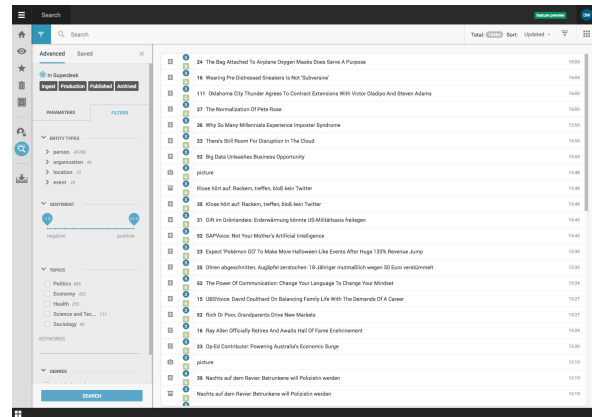 Search
feature preview
DW
Search
Total:
Sort: Updated
Advanced Saved
In Superdesk
Ingest Production Published Archived
PARAMETERS FILTERS
ENTITY TYPES
person 45708
organisation 44
location
event
SENTIMENT
negative positive
TOPICS
Politics
Economy
Health
Science and Tec...
Sociology
KEYWORDS
GENRES
SEARCH
24 The Bag Attached To Airplane Oxygen Masks Does Serve A Purpose
16 Wearing Pre-Distressed Sneakers Is Not 'Subversive'
111 Oklahoma City Thunder Agrees To Contract Extensions With Victor Oladipo And Steven Adams
27 The Normalization Of Pete Rose
36 Why So Many Millennials Experience Imposter Syndrome
23 There's Still Room For Disruption In The Cloud
52 Big Data Unleashes Business Opportunity
picture
Klose hört auf: Rackern, treffen, bloß kein Twitter
35 Klose hört auf: Rackern, treffen, bloß kein Twitter
31 Gift im Grönlandeis: Erderwärmung könnte US-Militärbasis freilegen
52 SAPVoice: Not Your Mother's Artificial Intelligence
23 Expect 'Pokémon GO' To Make More Halloween-Like Events After Huge 133% Revenue Jump
25 Ohren abgeschnitten, Augäpfel zerstochen: 18-Jähriger mutmaßlich wegen 50 Euro verstümmelt
52 The Power Of Communication: Change Your Language To Change Your Mindset
15 UBSVoice: David Coulthard On Balancing Family Life With The Demands Of A Career
52 Rich Or Poor, Grandparents Drive New Markets
16 Ray Allen Officially Retires And Awaits Hall Of Fame Enshrinement
23 Op-Ed Contributor: Powering Australia's Economic Surge
picture
39 Nachts auf dem Revier: Betrunkene will Polizistin werden
Nachts auf dem Revier: Betrunkene will Polizistin werden